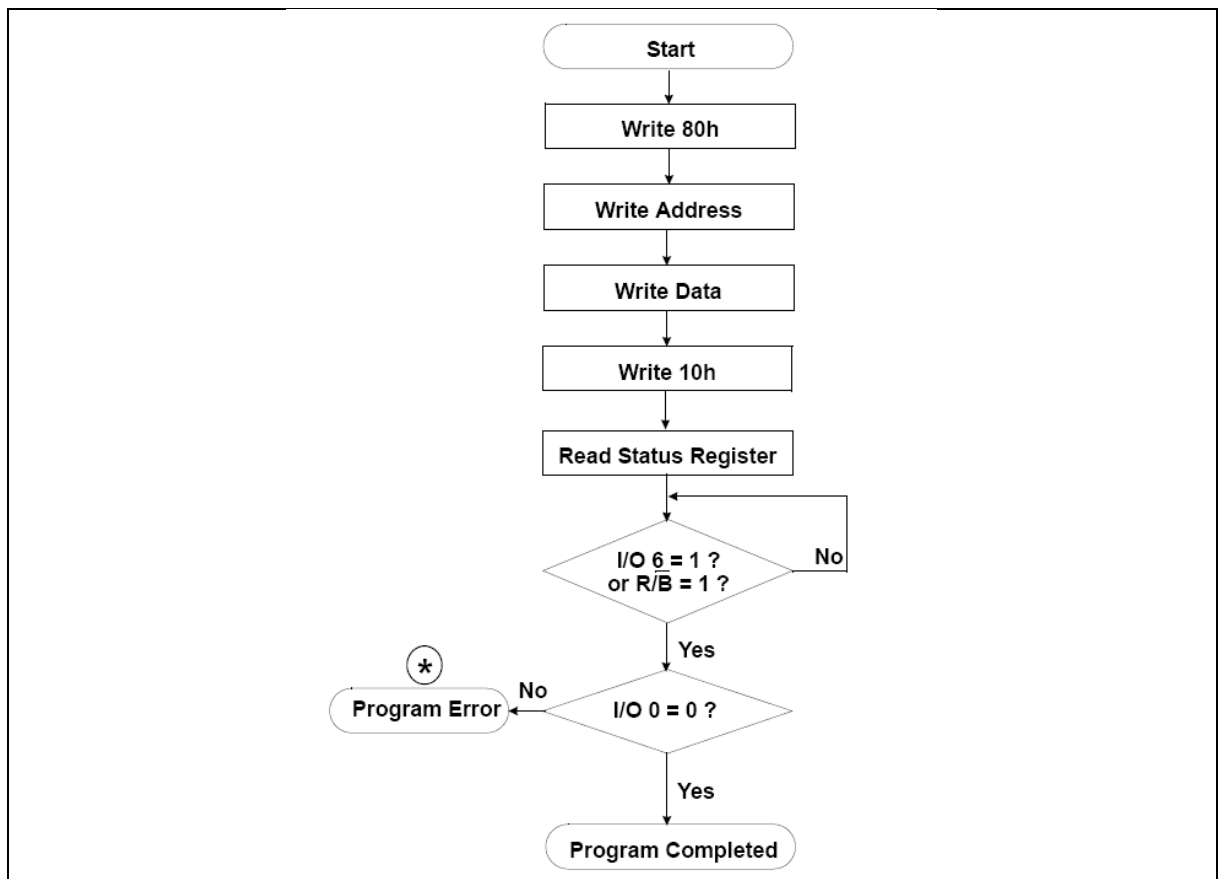 Start
Write 80h
Write Address
Write Data
Write 10h
Read Status Register
I/O 6 = 1 ?
or R/B̅ = 1 ?
No
Yes
*
Program Error
No
I/O 0 = 0 ?
Yes
Program Completed